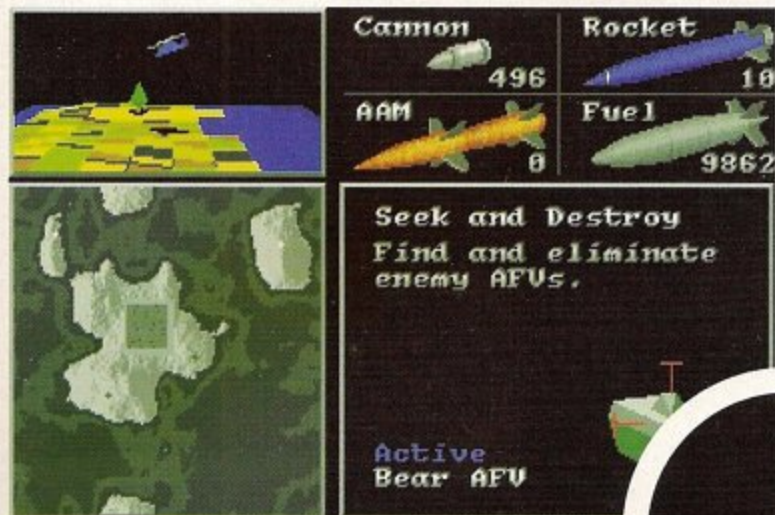 Cannon
496
Rocket
10
AAM
0
Fuel
9862
Seek and Destroy
Find and eliminate
enemy AFVs.
Active
Bear AFV